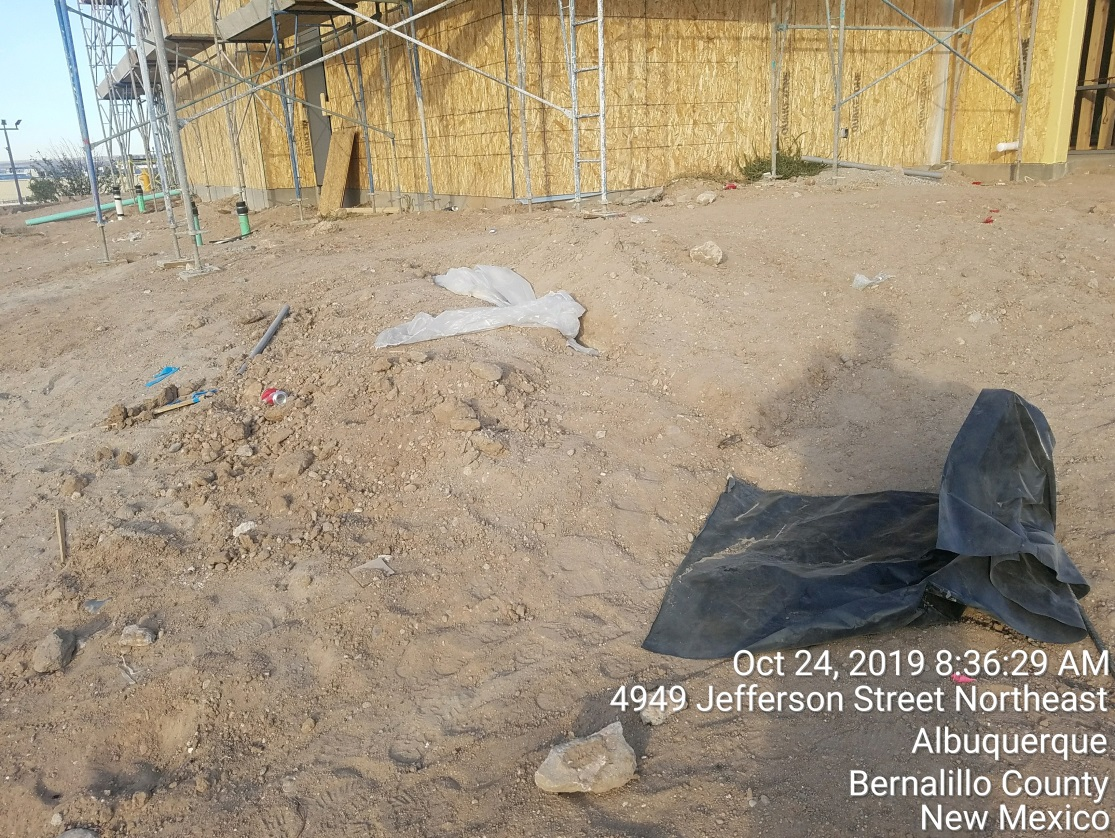 Oct 24, 2019 8:36:29 AM
4949 Jefferson Street Northeast
Albuquerque
Bernalillo County
New Mexico